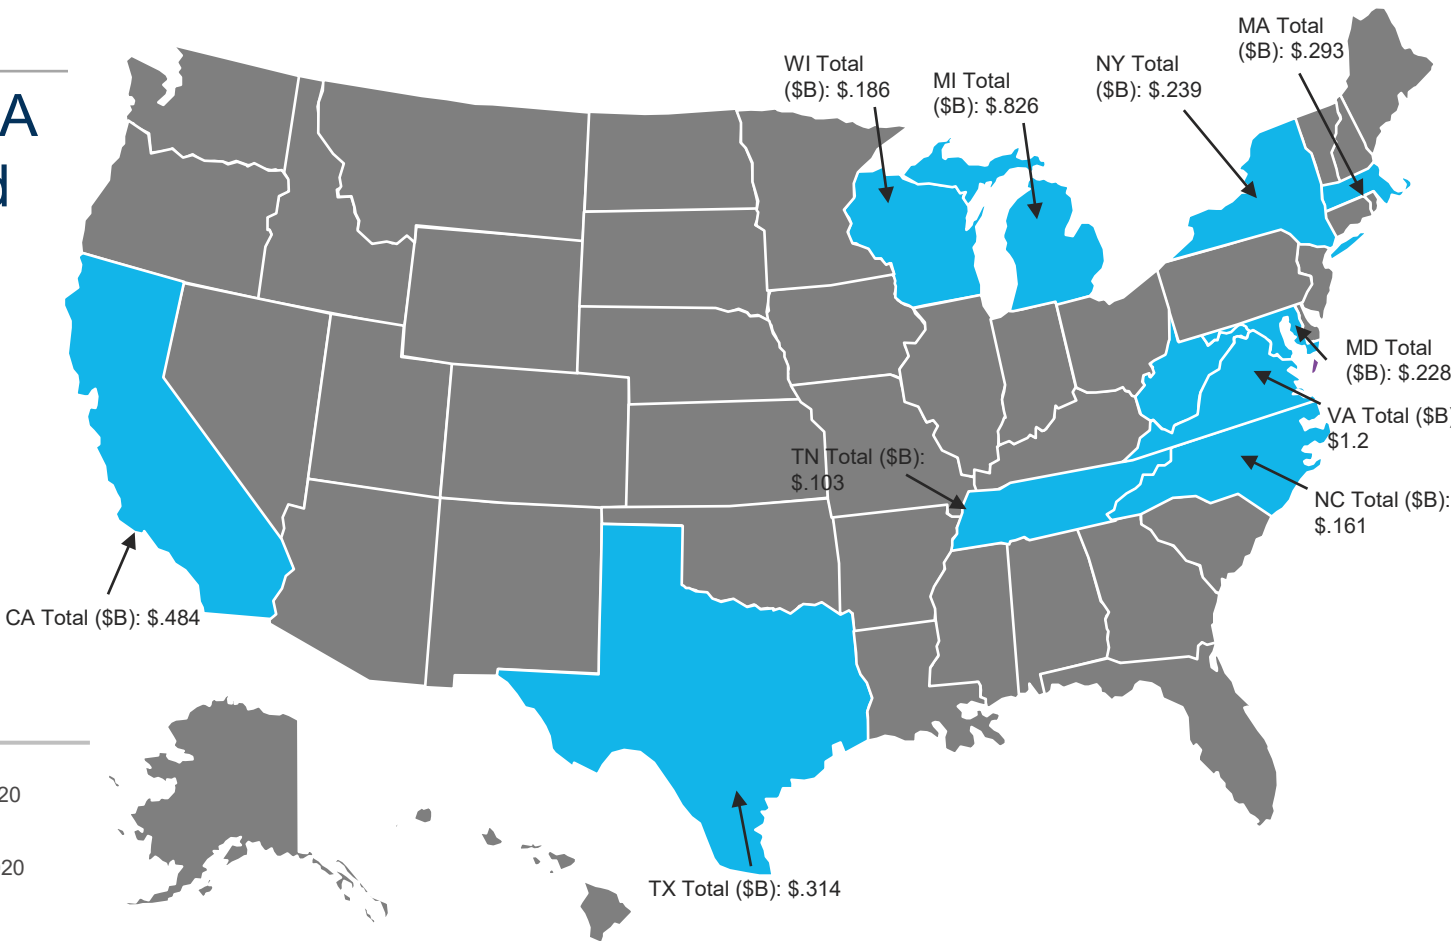 A
d
MA Total
($B): $.293
WI Total
($B): $.186
MI Total
($B): $.826
NY Total
($B): $.239
MD Total
($B): $.228
VA Total ($B)
$1.2
TN Total ($B):
$.103
NC Total ($B):
$.161
CA Total ($B): $.484
20
20
TX Total ($B): $.314